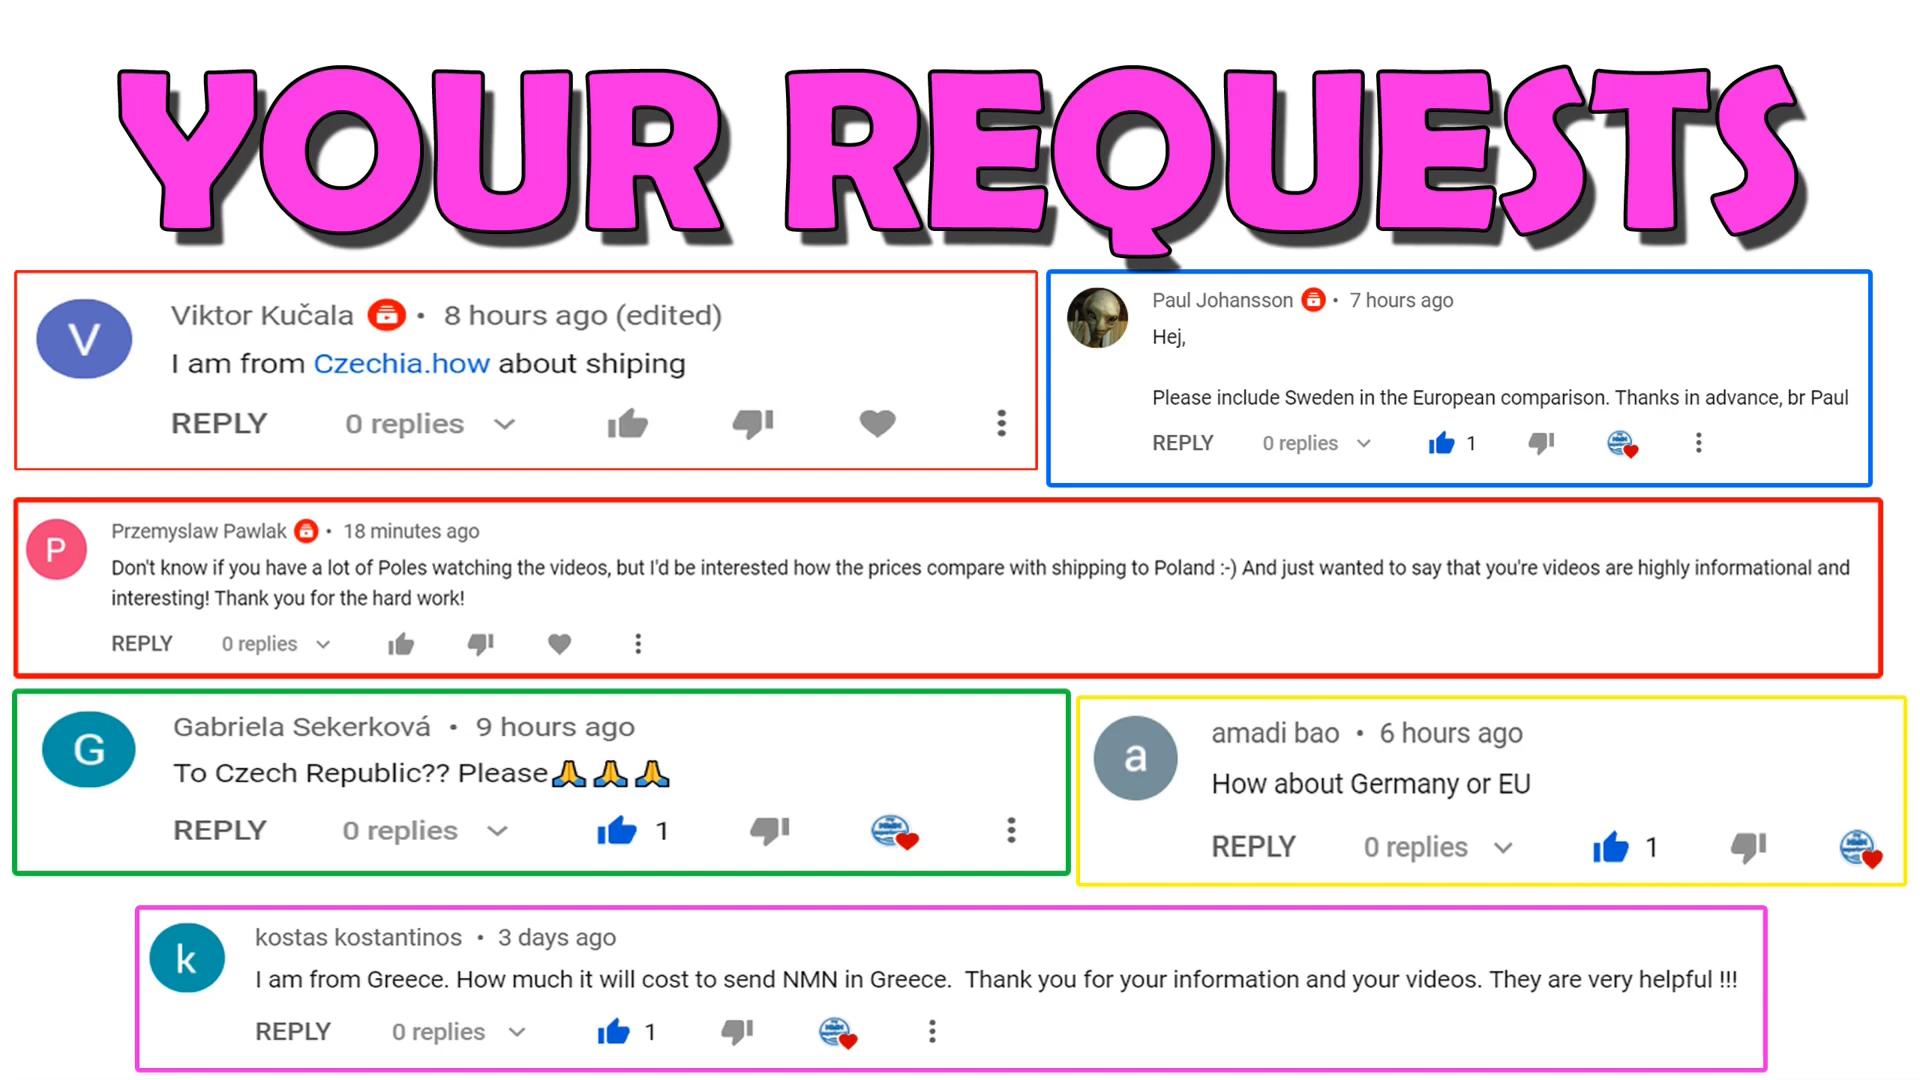 YOUR REQUESTS
V
Viktor Kučala • 8 hours ago (edited)
I am from Czechia.how about shiping
REPLY 0 replies
Paul Johansson • 7 hours ago
Hej,
Please include Sweden in the European comparison. Thanks in advance, br Paul
REPLY 0 replies 1
P
Przemyslaw Pawlak • 18 minutes ago
Don't know if you have a lot of Poles watching the videos, but I'd be interested how the prices compare with shipping to Poland :-) And just wanted to say that you're videos are highly informational and
interesting! Thank you for the hard work!
REPLY 0 replies
G
Gabriela Sekerková • 9 hours ago
To Czech Republic?? Please🙏🙏🙏
REPLY 0 replies 1
a
amadi bao • 6 hours ago
How about Germany or EU
REPLY 0 replies 1
k
kostas kostantinos • 3 days ago
I am from Greece. How much it will cost to send NMN in Greece. Thank you for your information and your videos. They are very helpful !!!
REPLY 0 replies 1